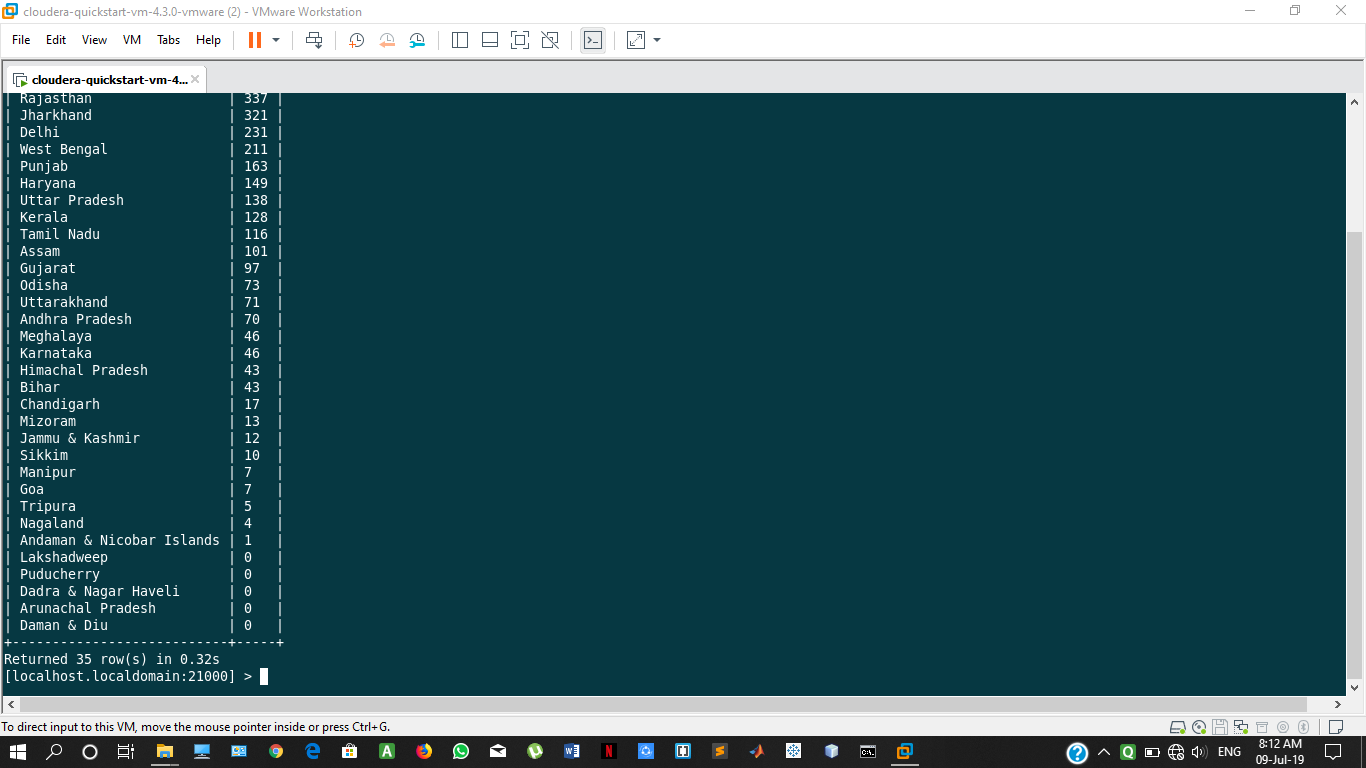 cloudera-quickstart-vm-4.3.0-vmware (2) - VMware Workstation
File Edit View VM Tabs Help
cloudera-quickstart-vm-4...
| Rajasthan | 337 |
| Jharkhand | 321 |
| Delhi | 231 |
| West Bengal | 211 |
| Punjab | 163 |
| Haryana | 149 |
| Uttar Pradesh | 138 |
| Kerala | 128 |
| Tamil Nadu | 116 |
| Assam | 101 |
| Gujarat | 97 |
| Odisha | 73 |
| Uttarakhand | 71 |
| Andhra Pradesh | 70 |
| Meghalaya | 46 |
| Karnataka | 46 |
| Himachal Pradesh | 43 |
| Bihar | 43 |
| Chandigarh | 17 |
| Mizoram | 13 |
| Jammu & Kashmir | 12 |
| Sikkim | 10 |
| Manipur | 7 |
| Goa | 7 |
| Tripura | 5 |
| Nagaland | 4 |
| Andaman & Nicobar Islands | 1 |
| Lakshadweep | 0 |
| Puducherry | 0 |
| Dadra & Nagar Haveli | 0 |
| Arunachal Pradesh | 0 |
| Daman & Diu | 0 |
+---------------------------+-----+
Returned 35 row(s) in 0.32s
[localhost.localdomain:21000] >
To direct input to this VM, move the mouse pointer inside or press Ctrl+G.
ENG
8:12 AM
09-Jul-19